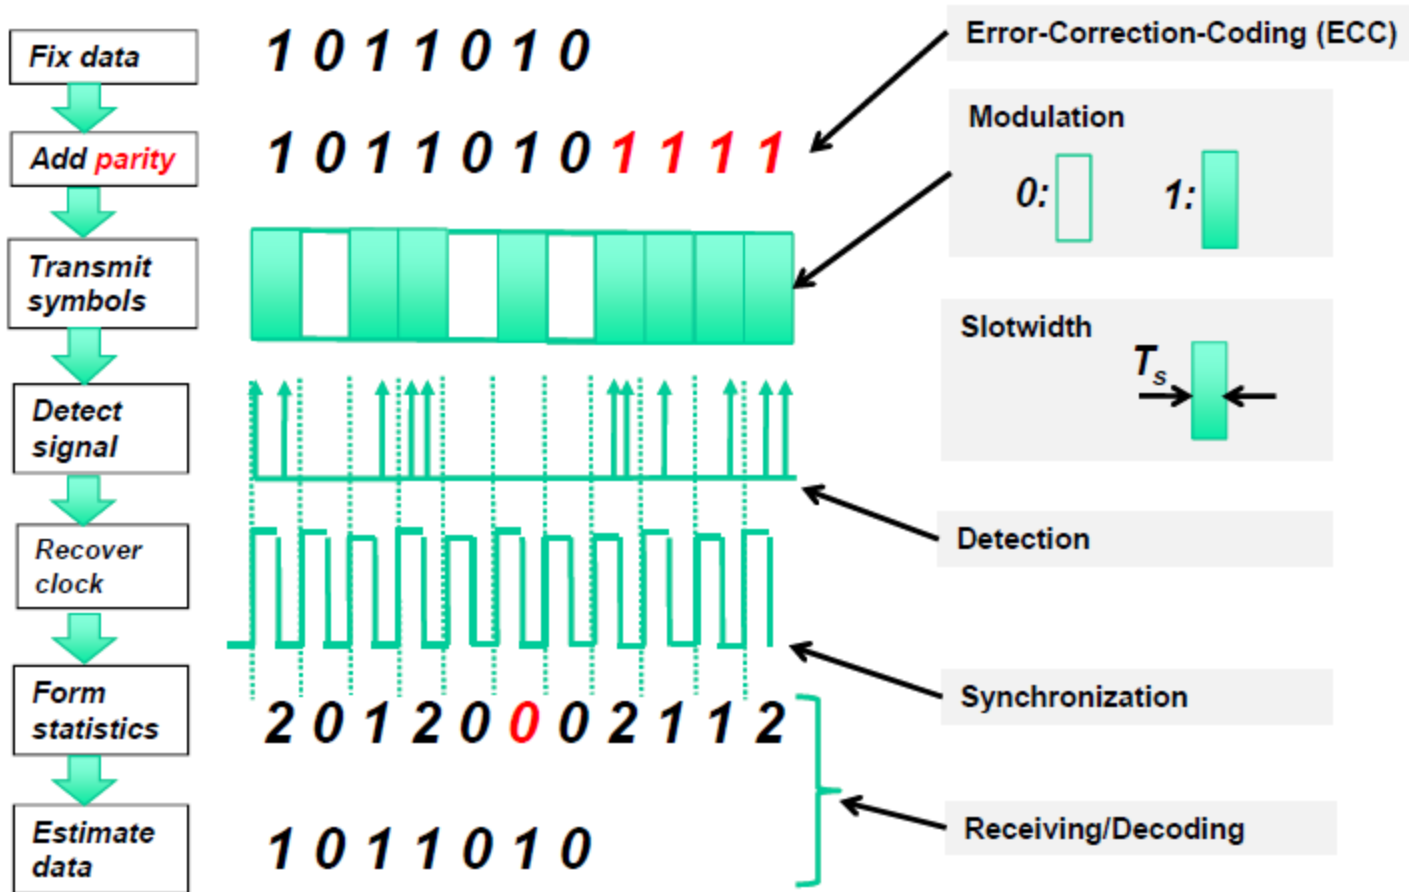 Fix data
1 0 1 1 0 1 0
Error-Correction-Coding (ECC)
Add parity
1 0 1 1 0 1 0 1 1 1 1
Modulation
0:
1:
Transmit
symbols
Slotwidth
Ts
Detect
signal
Detection
Recover
clock
Synchronization
Form
statistics
2 0 1 2 0 0 0 2 1 1 2
Receiving/Decoding
Estimate
data
1 0 1 1 0 1 0